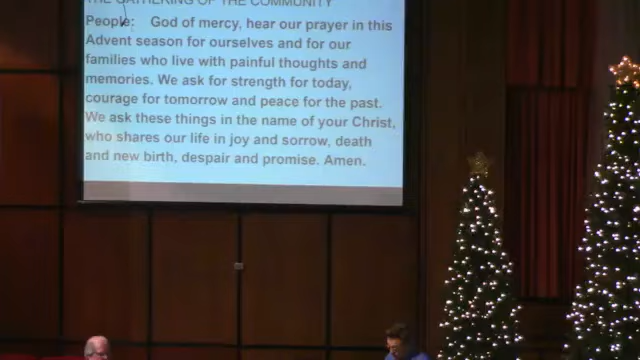 THE GATHERING OF THE COMMUNITY
People: God of mercy, hear our prayer in this
Advent season for ourselves and for our
families who live with painful thoughts and
memories. We ask for strength for today,
courage for tomorrow and peace for the past.
We ask these things in the name of your Christ,
who shares our life in joy and sorrow, death
and new birth, despair and promise. Amen.